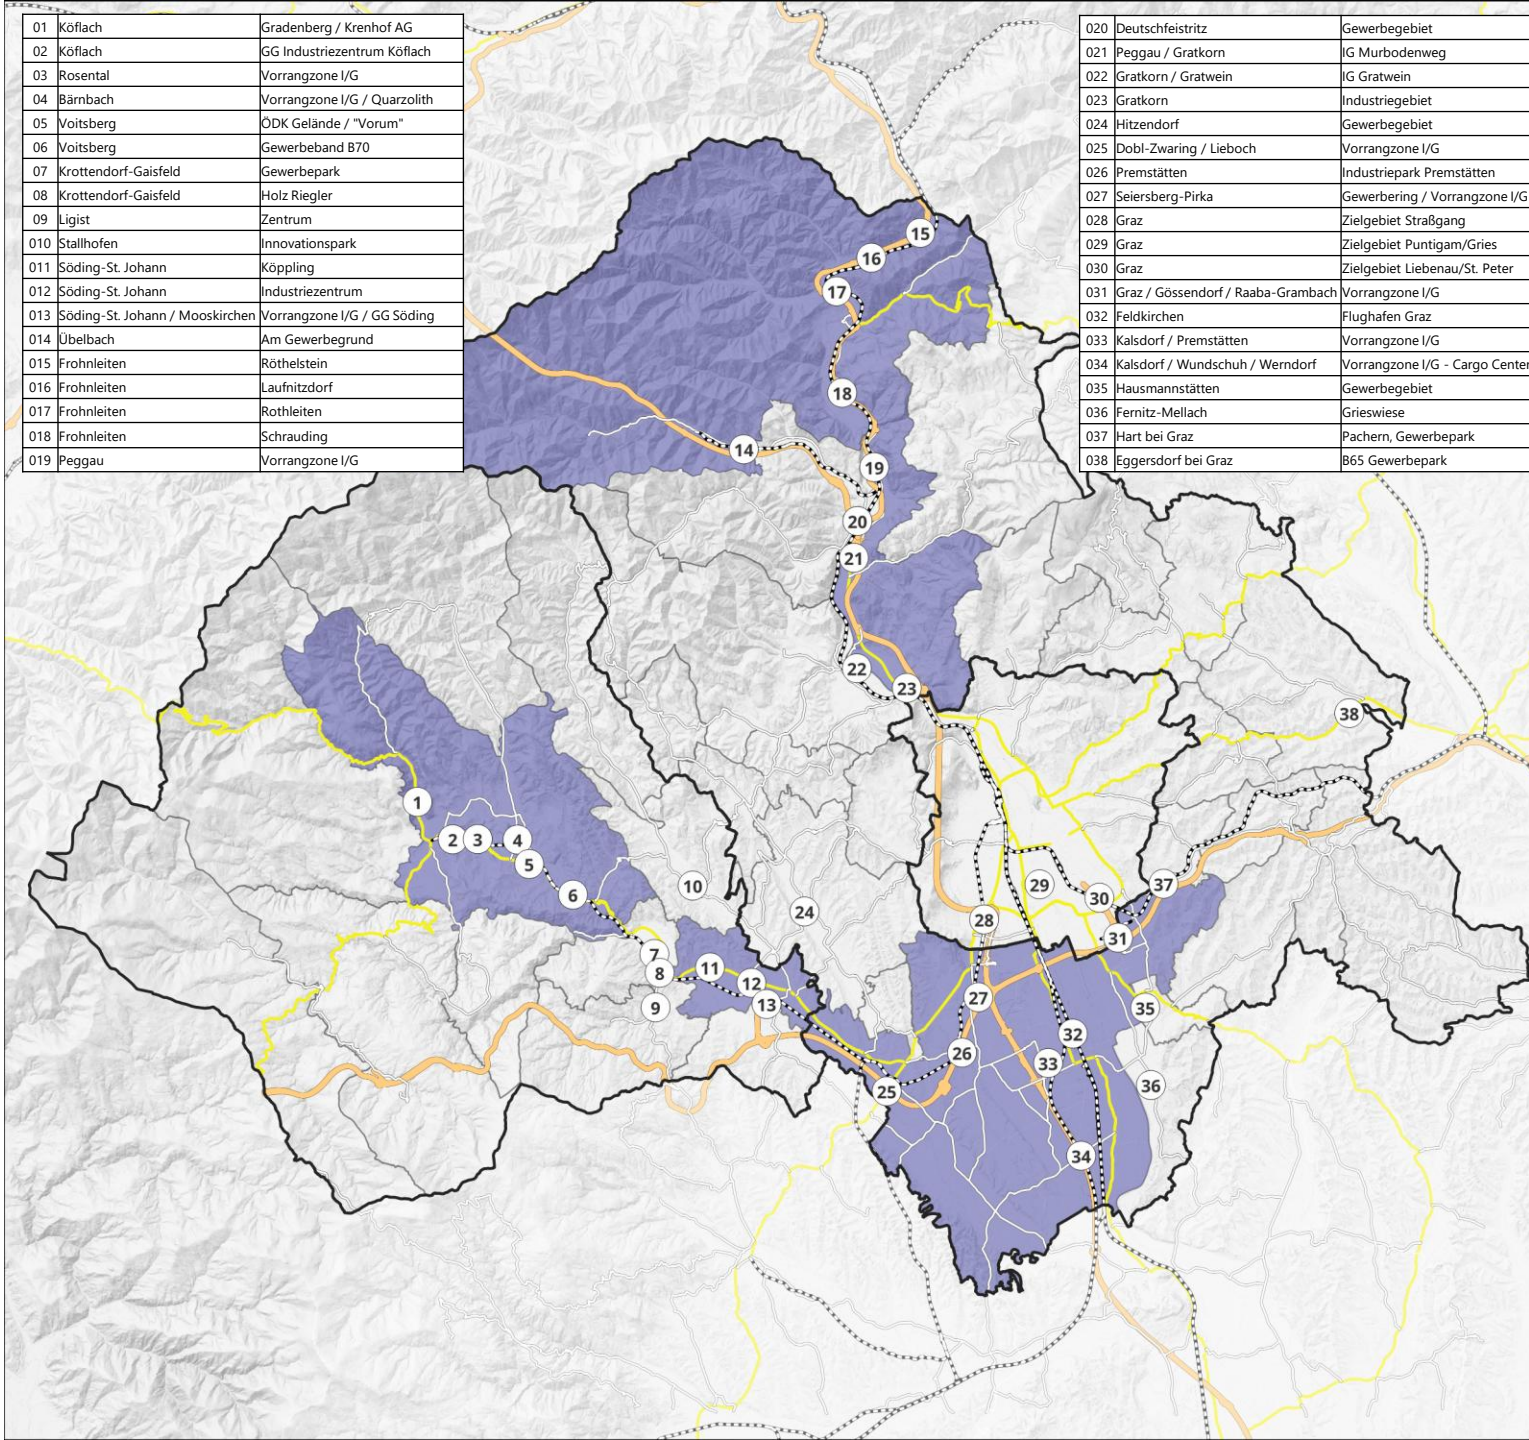 01 Köflach Gradenberg / Krenhof AG
02 Köflach GG Industriezentrum Köflach
03 Rosental Vorrangzone I/G
04 Bärnbach Vorrangzone I/G / Quarzolith
05 Voitsberg ÖDK Gelände / "Vorum"
06 Voitsberg Gewerbeband B70
07 Krottendorf-Gaisfeld Gewerbepark
08 Krottendorf-Gaisfeld Holz Riegler
09 Ligist Zentrum
010 Stallhofen Innovationspark
011 Söding-St. Johann Köppling
012 Söding-St. Johann Industriezentrum
013 Söding-St. Johann / Mooskirchen Vorrangzone I/G / GG Söding
014 Übelbach Am Gewerbegrund
015 Frohnleiten Röthelstein
016 Frohnleiten Laufnitzdorf
017 Frohnleiten Rothleiten
018 Frohnleiten Schrauding
019 Peggau Vorrangzone I/G
020 Deutschfeistritz Gewerbegebiet
021 Peggau / Gratkorn IG Murbodenweg
022 Gratkorn / Gratwein IG Gratwein
023 Gratkorn Industriegebiet
024 Hitzendorf Gewerbegebiet
025 Dobl-Zwaring / Lieboch Vorrangzone I/G
026 Premstätten Industriepark Premstätten
027 Seiersberg-Pirka Gewerbering / Vorrangzone I/G
028 Graz Zielgebiet Straßgang
029 Graz Zielgebiet Puntigam/Gries
030 Graz Zielgebiet Liebenau/St. Peter
031 Graz / Gössendorf / Raaba-Grambach Vorrangzone I/G
032 Feldkirchen Flughafen Graz
033 Kalsdorf / Premstätten Vorrangzone I/G
034 Kalsdorf / Wundschuh / Werndorf Vorrangzone I/G - Cargo Center
035 Hausmannstätten Gewerbegebiet
036 Fernitz-Mellach Grieswiese
037 Hart bei Graz Pachern, Gewerbepark
038 Eggersdorf bei Graz B65 Gewerbepark
15
16
17
18
14
19
20
21
22
23
38
1
2 3 4
5
6
10
29
37
30
24
28
31
7
8
11
12
9
13
27
35
32
26
33
36
25
34